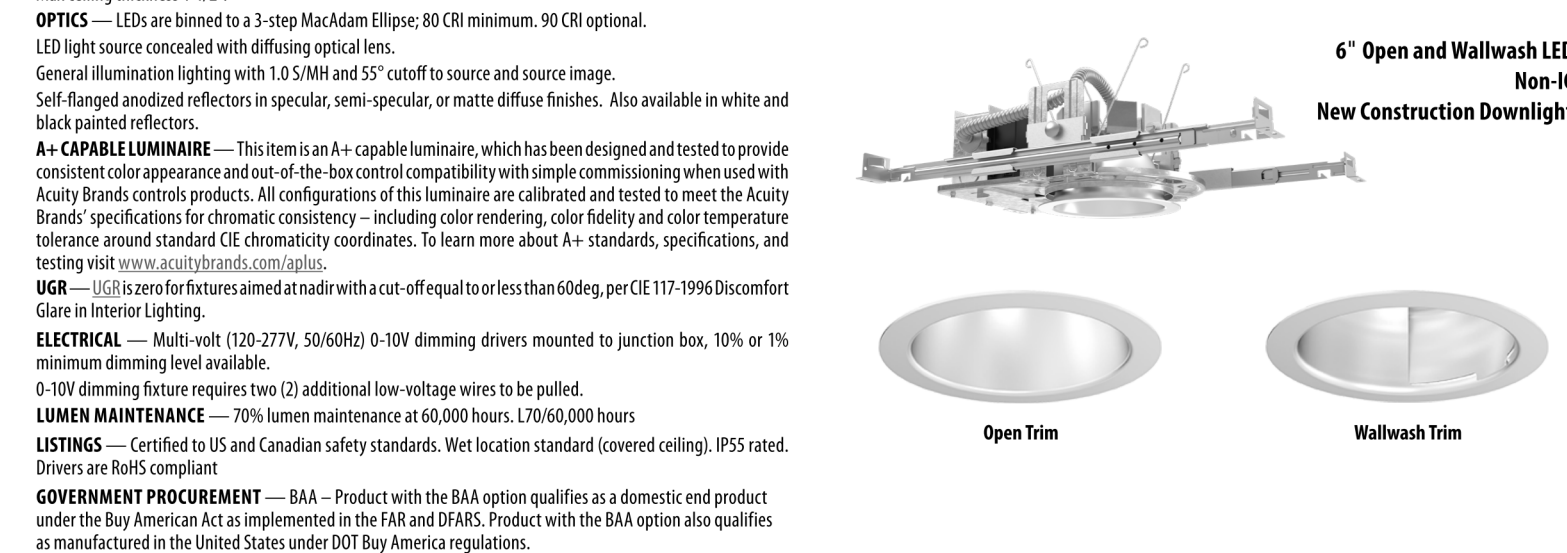 OPTICS — LEDs are binned to a 3-step MacAdam Ellipse; 80 CRI minimum. 90 CRI optional.
LED light source concealed with diffusing optical lens.
General illumination lighting with 1.0 S/MH and 55° cutoff to source and source image.
Self-flanged anodized reflectors in specular, semi-specular, or matte diffuse finishes. Also available in white and
black painted reflectors.
A+ CAPABLE LUMINAIRE — This item is an A+ capable luminaire, which has been designed and tested to provide
consistent color appearance and out-of-the-box control compatibility with simple commissioning when used with
Acuity Brands controls products. All configurations of this luminaire are calibrated and tested to meet the Acuity
Brands’ specifications for chromatic consistency – including color rendering, color fidelity and color temperature
tolerance around standard CIE chromaticity coordinates. To learn more about A+ standards, specifications, and
testing visit www.acuitybrands.com/aplus.
UGR — UGR is zero for fixtures aimed at nadir with a cut-off equal to or less than 60deg, per CIE 117-1996 Discomfort
Glare in Interior Lighting.
ELECTRICAL — Multi-volt (120-277V, 50/60Hz) 0-10V dimming drivers mounted to junction box, 10% or 1%
minimum dimming level available.
0-10V dimming fixture requires two (2) additional low-voltage wires to be pulled.
LUMEN MAINTENANCE — 70% lumen maintenance at 60,000 hours. L70/60,000 hours
LISTINGS — Certified to US and Canadian safety standards. Wet location standard (covered ceiling). IP55 rated.
Drivers are RoHS compliant
GOVERNMENT PROCUREMENT — BAA – Product with the BAA option qualifies as a domestic end product
under the Buy American Act as implemented in the FAR and DFARS. Product with the BAA option also qualifies
as manufactured in the United States under DOT Buy America regulations.
6" Open and Wallwash LED
Non-IC
New Construction Downlight
Open Trim
Wallwash Trim